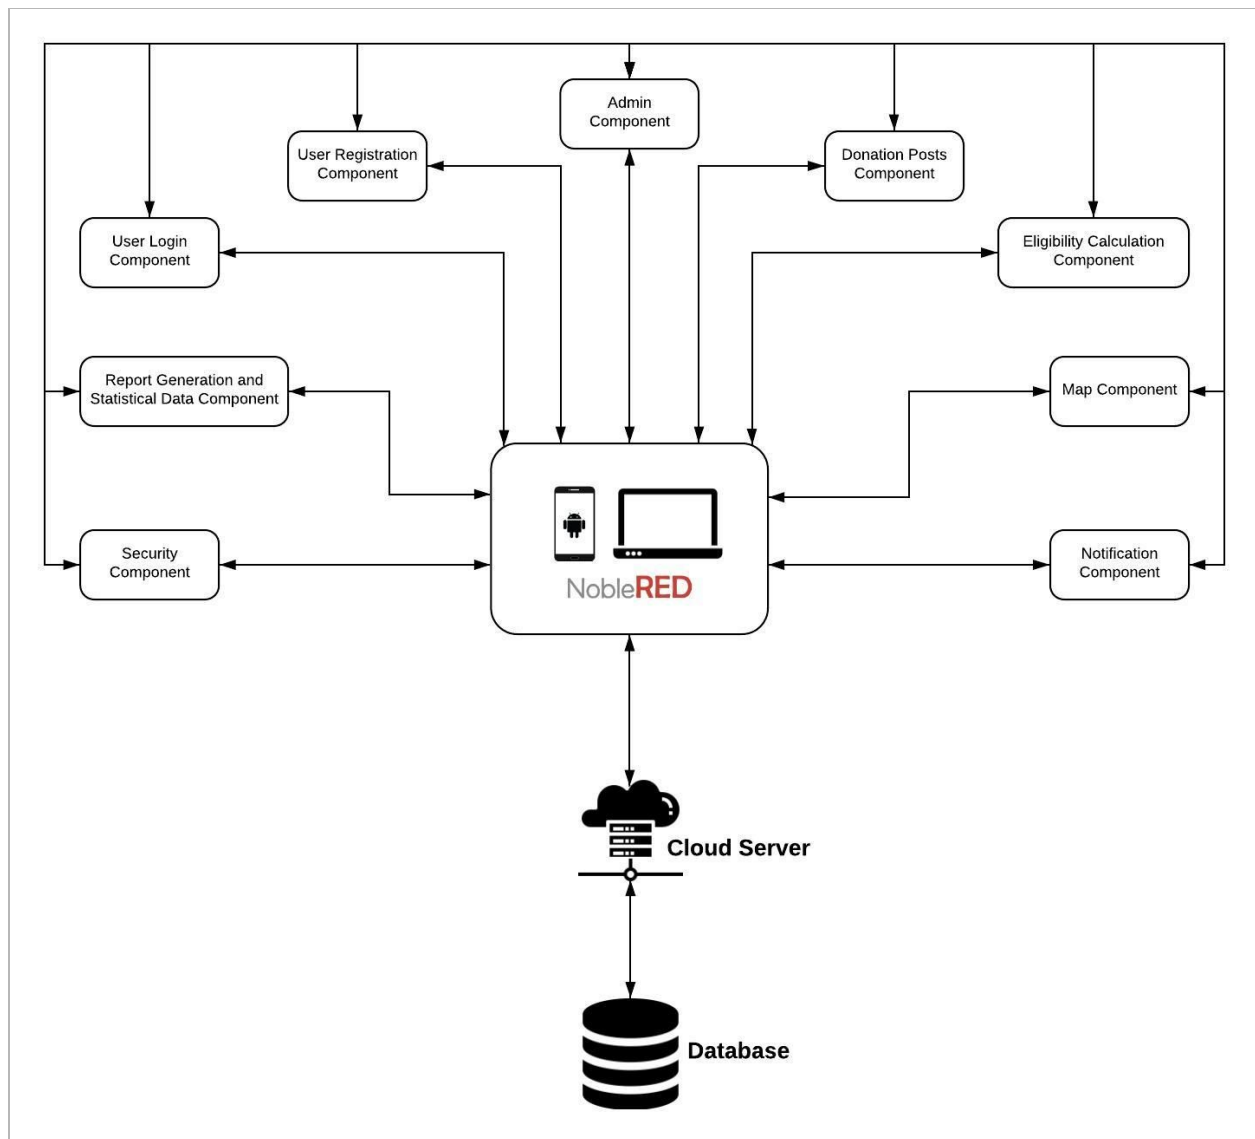 Admin
Component
User Registration
Component
Donation Posts
Component
User Login
Component
Eligibility Calculation
Component
Report Generation and
Statistical Data Component
Map Component
Security
Component
Notification
Component
NobleRED
Cloud Server
Database